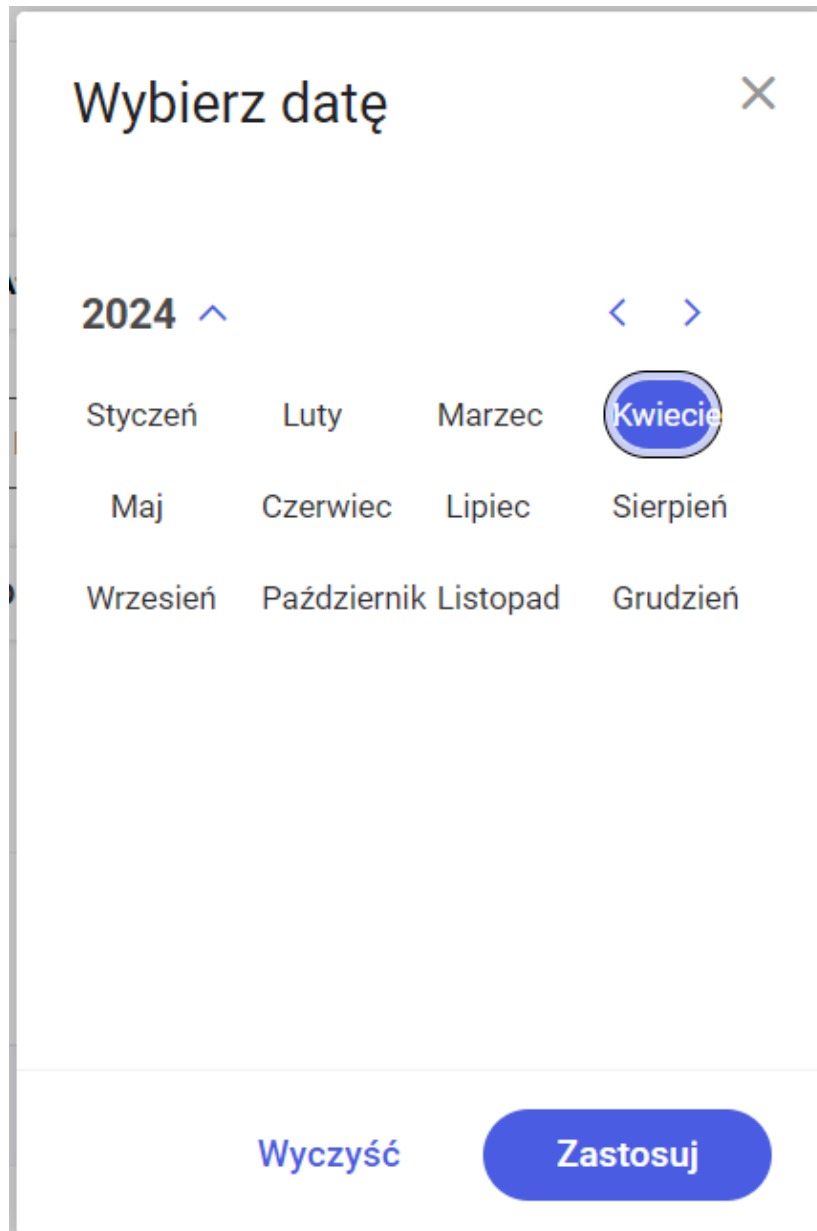 Wybierz datę
2024
Styczeń Luty Marzec Kwiecie
Maj Czerwiec Lipiec Sierpień
Wrzesień Październik Listopad Grudzień
Wyczyść Zastosuj